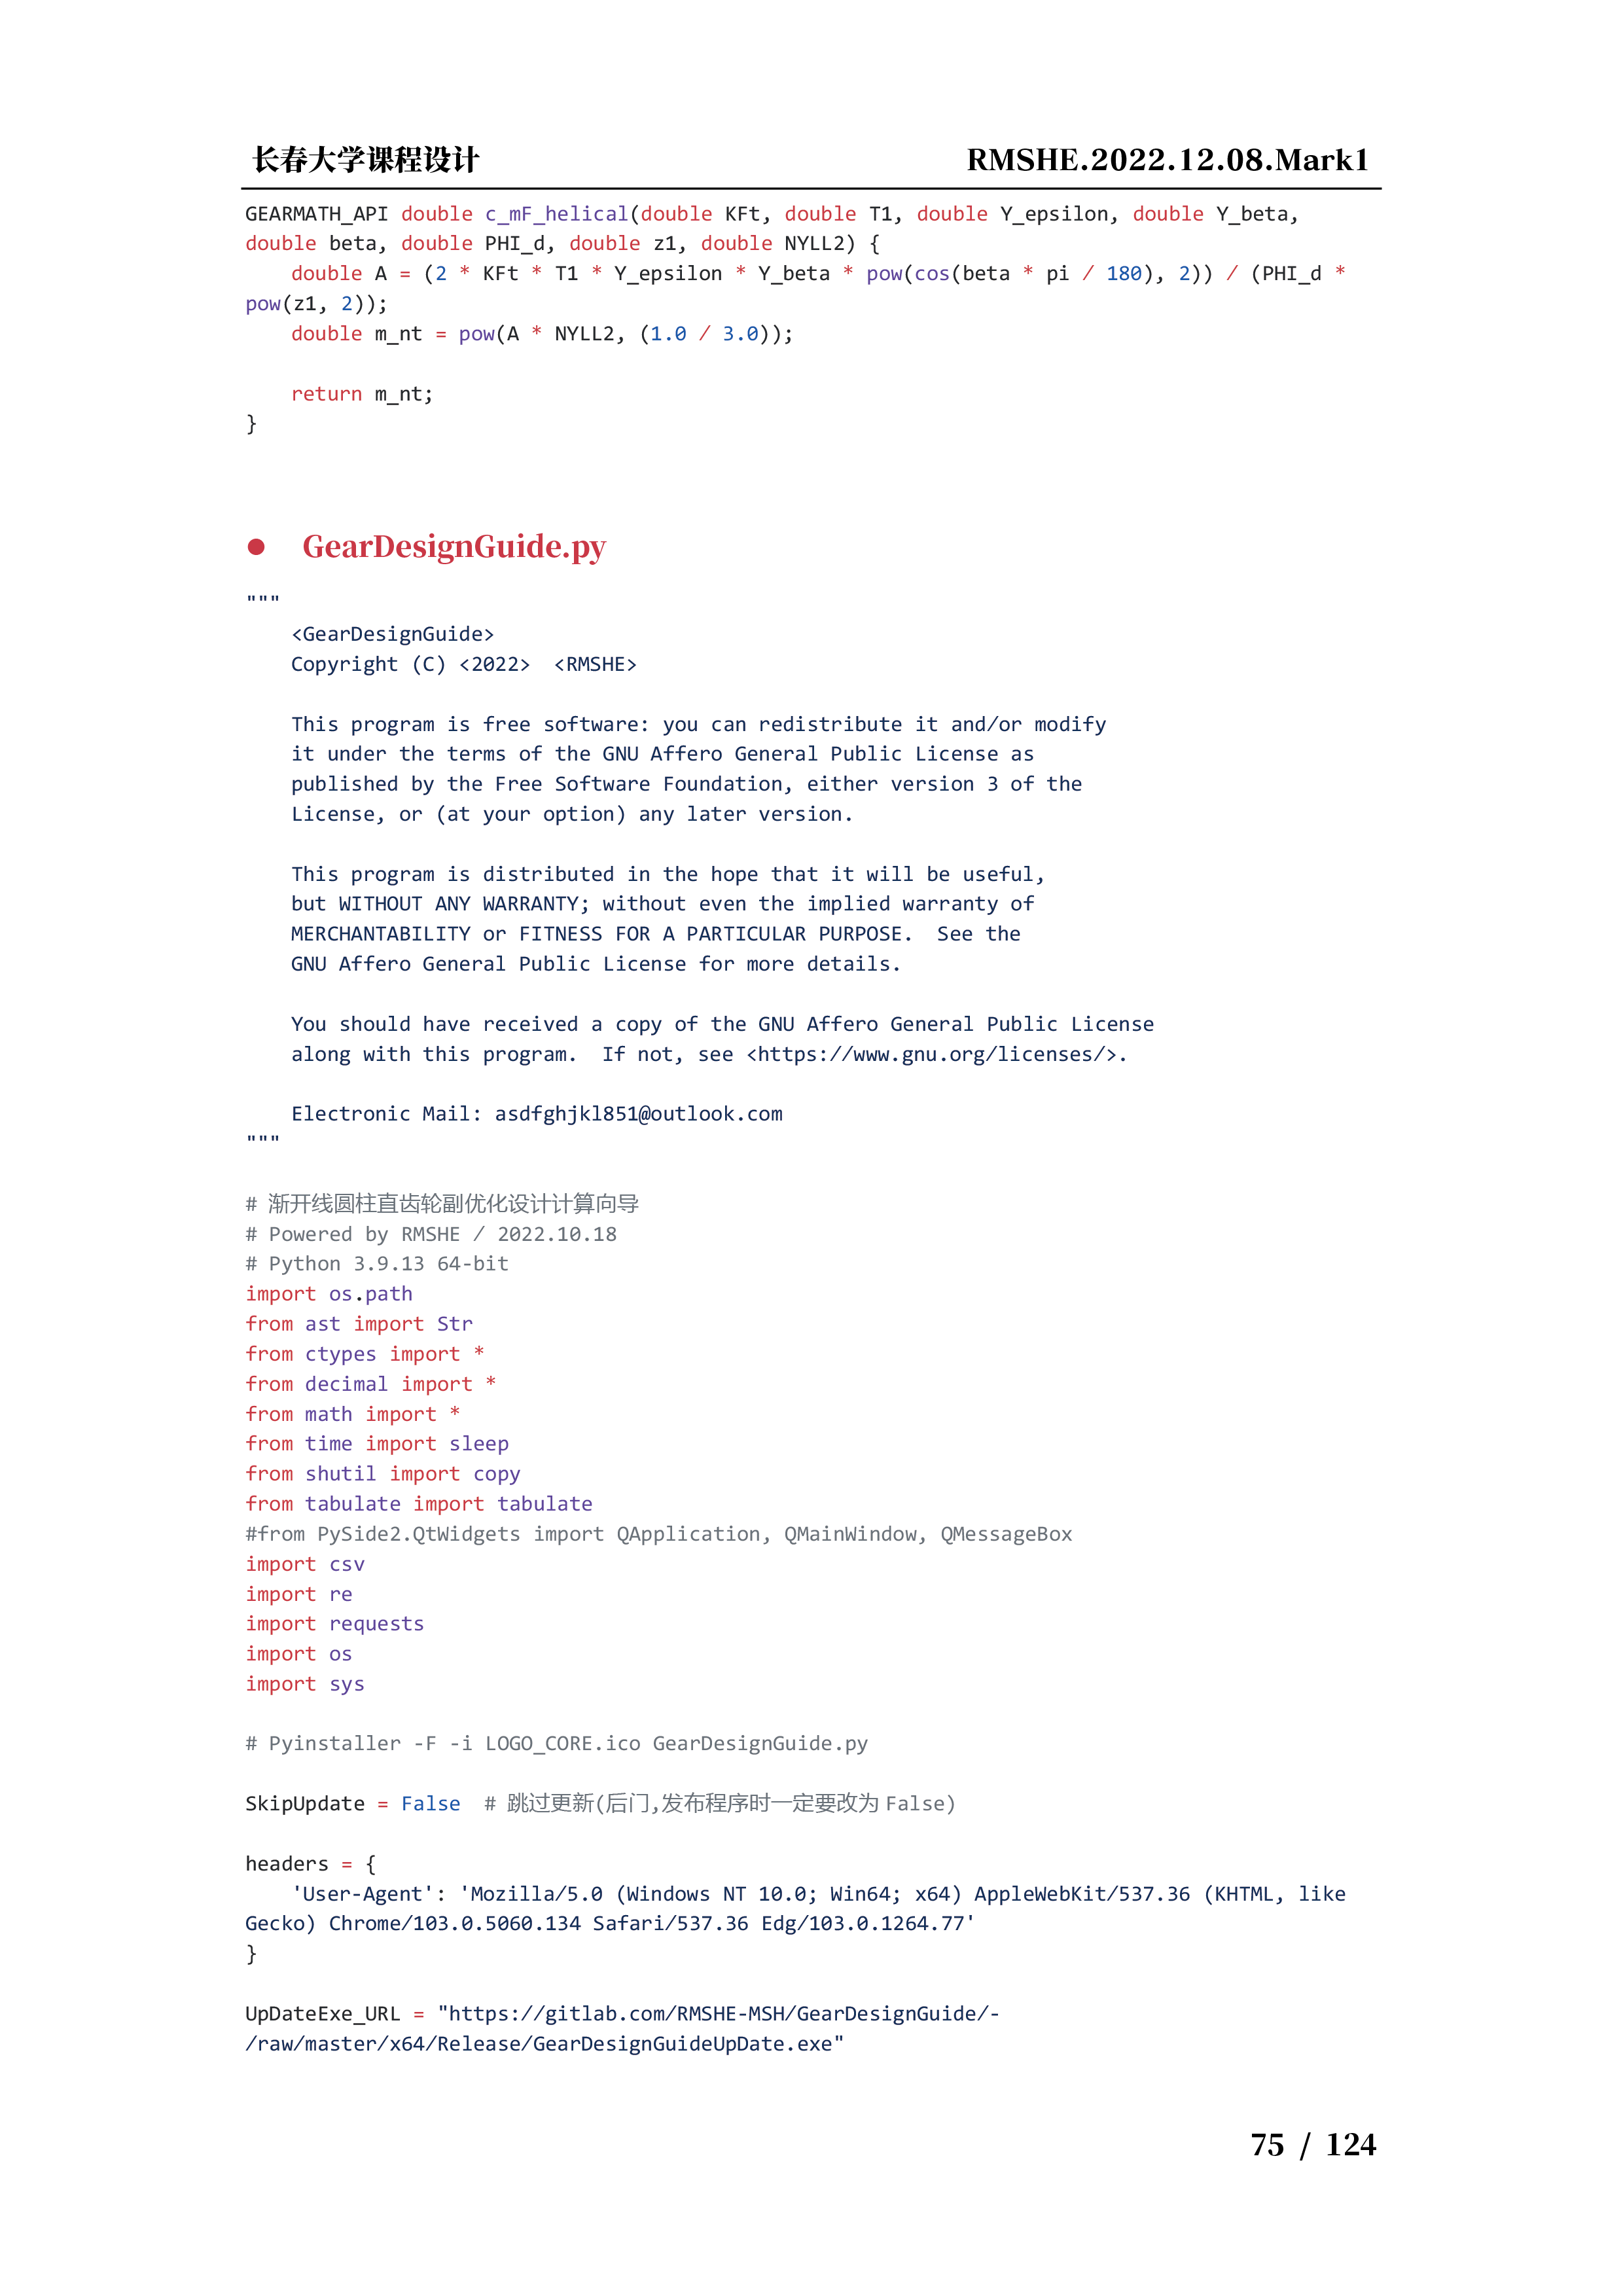 长春大学课程设计
RMSHE.2022.12.08.Mark1
GEARMATH_API double c_mF_helical(double KFt, double T1, double Y_epsilon, double Y_beta,
double beta, double PHI_d, double z1, double NYLL2) {
    double A = (2 * KFt * T1 * Y_epsilon * Y_beta * pow(cos(beta * pi / 180), 2)) / (PHI_d *
pow(z1, 2));
    double m_nt = pow(A * NYLL2, (1.0 / 3.0));
    return m_nt;
}
● GearDesignGuide.py
"""
    <GearDesignGuide>
    Copyright (C) <2022>  <RMSHE>
    This program is free software: you can redistribute it and/or modify
    it under the terms of the GNU Affero General Public License as
    published by the Free Software Foundation, either version 3 of the
    License, or (at your option) any later version.
    This program is distributed in the hope that it will be useful,
    but WITHOUT ANY WARRANTY; without even the implied warranty of
    MERCHANTABILITY or FITNESS FOR A PARTICULAR PURPOSE.  See the
    GNU Affero General Public License for more details.
    You should have received a copy of the GNU Affero General Public License
    along with this program.  If not, see <https://www.gnu.org/licenses/>.
    Electronic Mail: asdfghjkl851@outlook.com
"""
# 渐开线圆柱直齿轮副优化设计计算向导
# Powered by RMSHE / 2022.10.18
# Python 3.9.13 64-bit
import os.path
from ast import Str
from ctypes import *
from decimal import *
from math import *
from time import sleep
from shutil import copy
from tabulate import tabulate
#from PySide2.QtWidgets import QApplication, QMainWindow, QMessageBox
import csv
import re
import requests
import os
import sys
# Pyinstaller -F -i LOGO_CORE.ico GearDesignGuide.py
SkipUpdate = False  # 跳过更新(后门,发布程序时一定要改为 False)
headers = {
    'User-Agent': 'Mozilla/5.0 (Windows NT 10.0; Win64; x64) AppleWebKit/537.36 (KHTML, like
Gecko) Chrome/103.0.5060.134 Safari/537.36 Edg/103.0.1264.77'
}
UpDateExe_URL = "https://gitlab.com/RMSHE-MSH/GearDesignGuide/-
/raw/master/x64/Release/GearDesignGuideUpDate.exe"
75 / 124